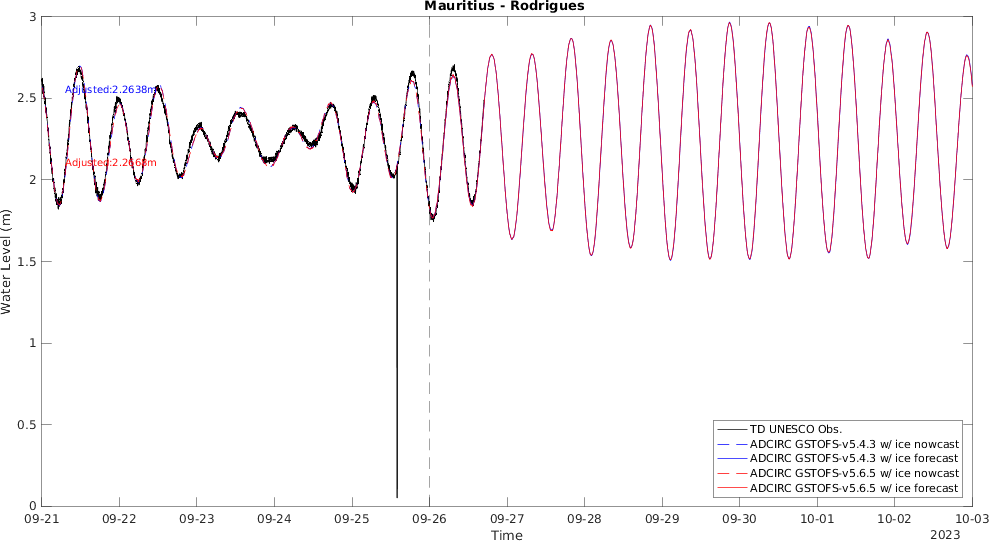 Mauritius - Rodrigues
3
2.5
2
1.5
1
0.5
0
Water Level (m)
Adjusted:2.2638m
Adjusted:2.2668m
TD UNESCO Obs.
ADCIRC GSTOFS-v5.4.3 w/ ice nowcast
ADCIRC GSTOFS-v5.4.3 w/ ice forecast
ADCIRC GSTOFS-v5.6.5 w/ ice nowcast
ADCIRC GSTOFS-v5.6.5 w/ ice forecast
09-21 09-22 09-23 09-24 09-25 09-26 09-27 09-28 09-29 09-30 10-01 10-02 10-03
Time
2023